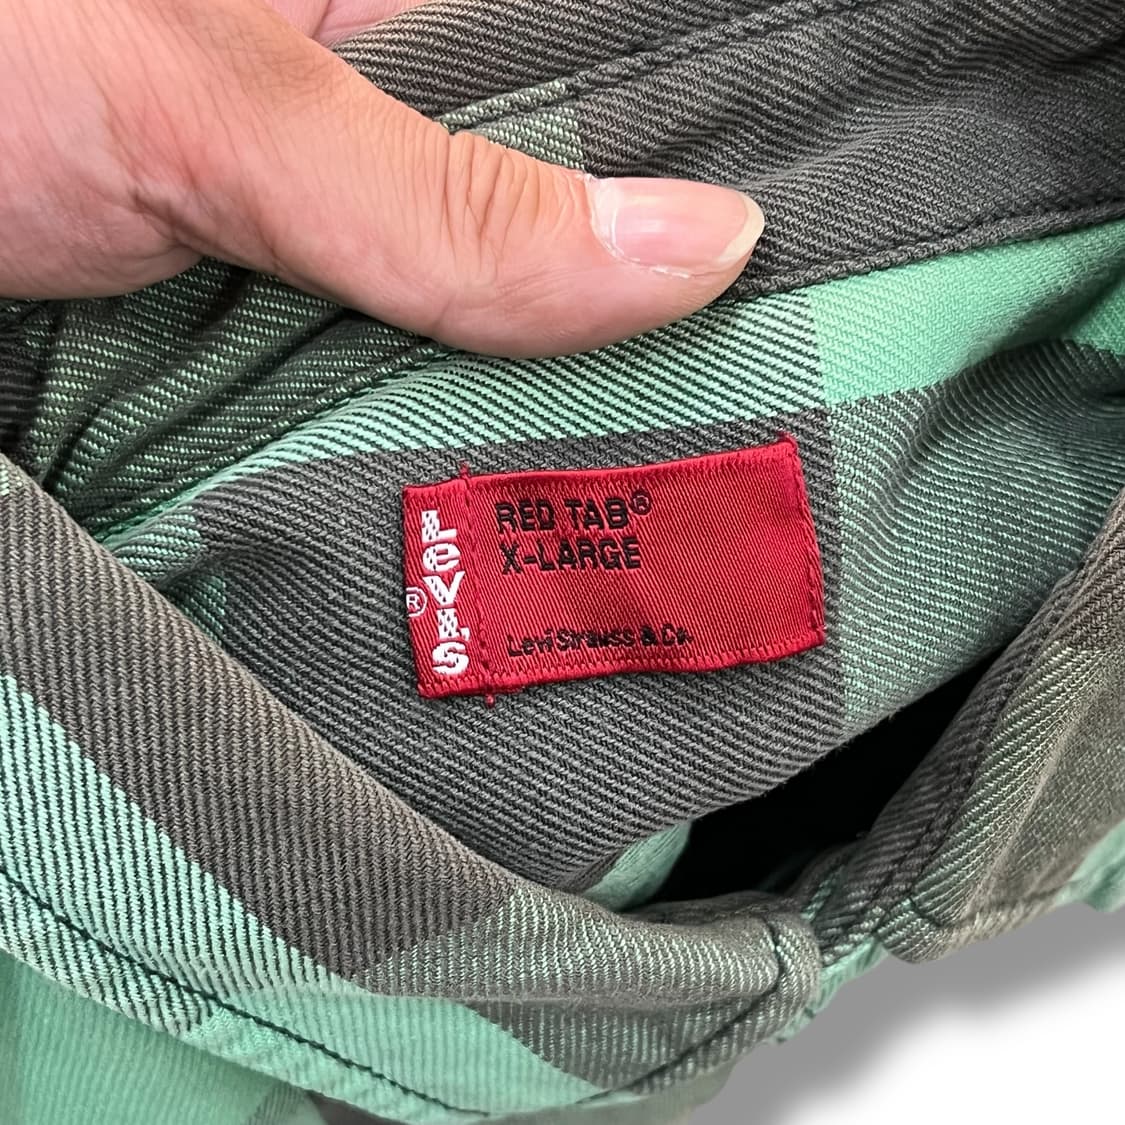 LEVI'S®
RED TAB®
X-LARGE
Levi Strauss & Co.